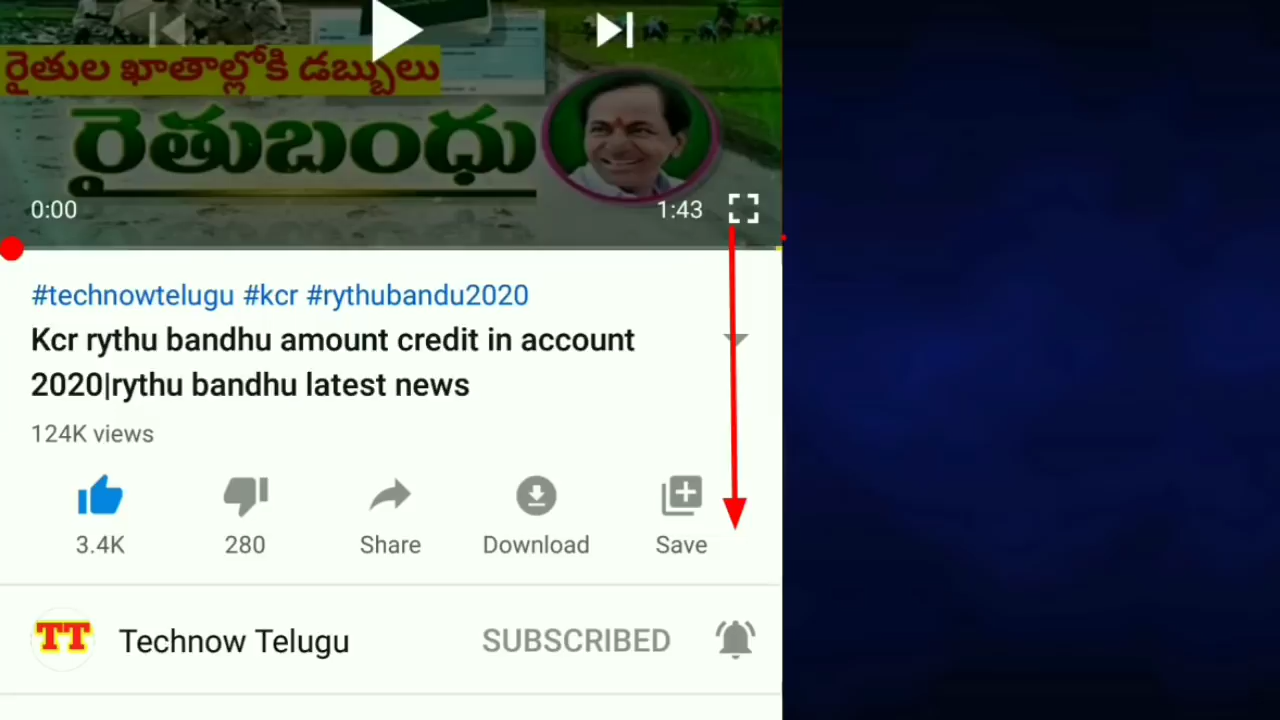 రైతుల ఖాతాల్లోకి డబ్బులు
రైతుబంధు
0:00 1:43
#technowtelugu #kcr #rythubandu2020
Kcr rythu bandhu amount credit in account
2020|rythu bandhu latest news
124K views
3.4K 280 Share Download Save
TT Technow Telugu SUBSCRIBED